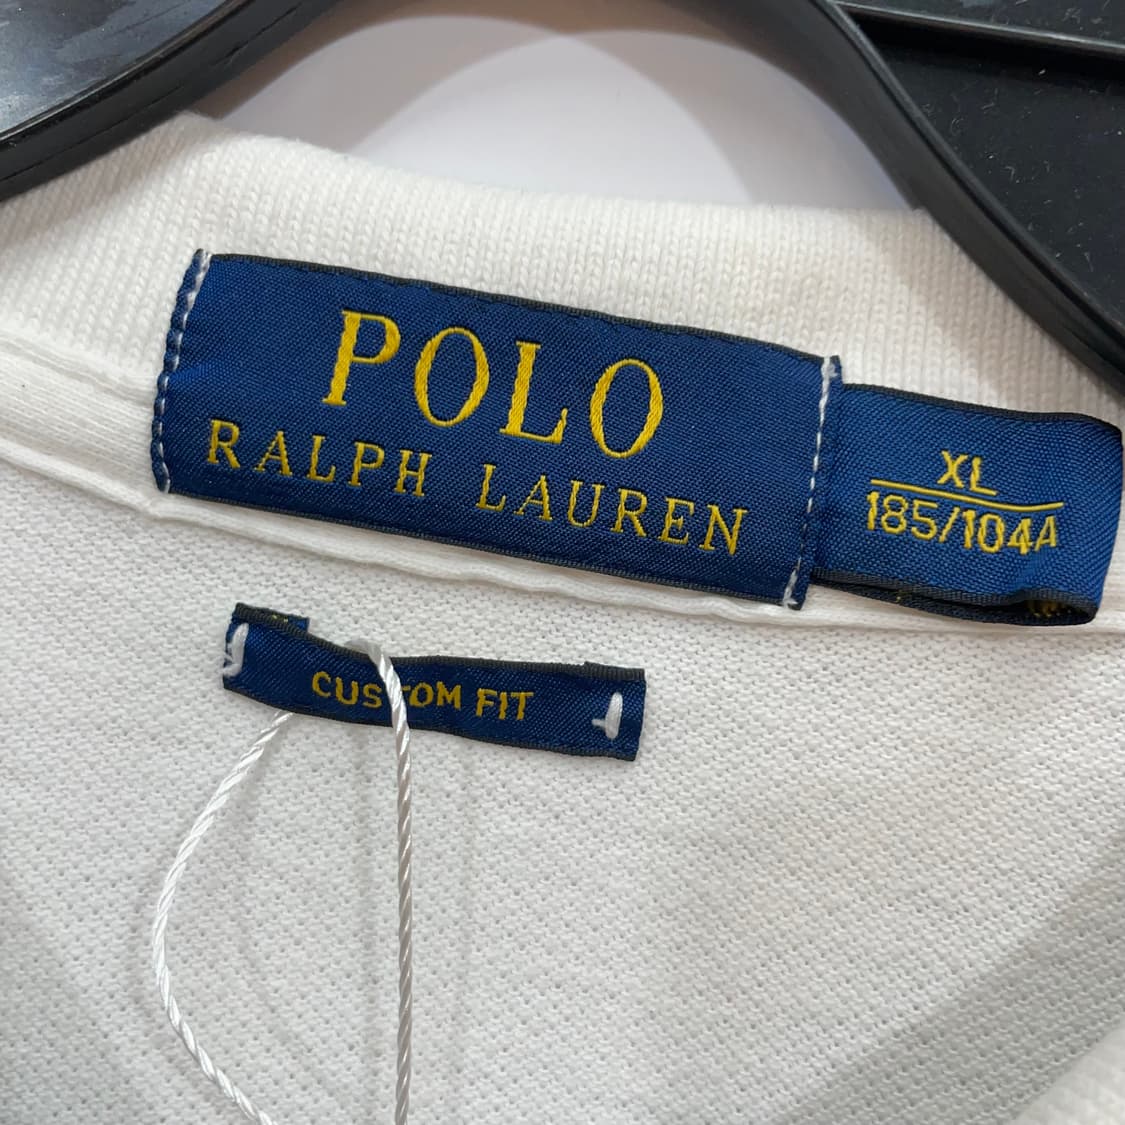 POLO
RALPH LAUREN
XL
185/104A
CUSTOM FIT